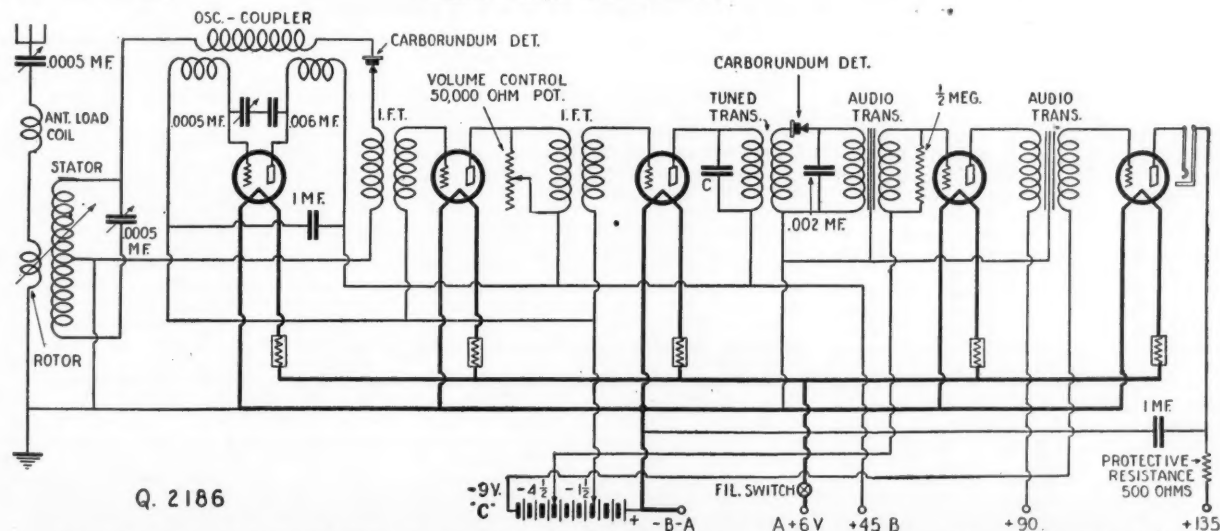 OSC.-COUPLER
CARBORUNDUM DET.
.0005 MF.
ANT. LOAD
COIL
STATOR
.0005
MF.
ROTOR
.0005 MF.
.006 MF.
1 MF.
I.F.T.
VOLUME CONTROL
50,000 OHM POT.
I.F.T.
CARBORUNDUM DET.
TUNED
TRANS.
C
.002 MF.
AUDIO
TRANS.
½ MEG.
AUDIO
TRANS.
1 MF.
PROTECTIVE
RESISTANCE
500 OHMS
Q. 2186
-9V.
"C"
-4½
-1½
+
-B-A
FIL. SWITCH
A+6V
+45 B
+90
+135